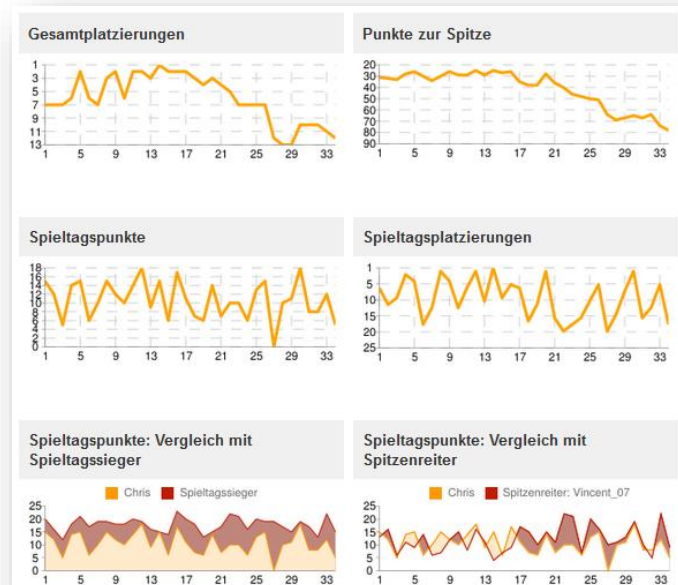 Gesamtplatzierungen
1
3
5
7
9
11
13
1 5 9 13 17 21 25 29 33
Punkte zur Spitze
20
30
40
50
60
70
80
90
1 5 9 13 17 21 25 29 33
Spieltagspunkte
18
16
14
12
10
8
6
4
2
0
1 5 9 13 17 21 25 29 33
Spieltagsplatzierungen
1
5
10
15
20
25
1 5 9 13 17 21 25 29 33
Spieltagspunkte: Vergleich mit
Spieltagssieger
Chris Spieltagssieger
25
20
15
10
5
0
1 5 9 13 17 21 25 29 33
Spieltagspunkte: Vergleich mit
Spitzenreiter
Chris Spitzenreiter: Vincent_07
25
20
15
10
5
0
1 5 9 13 17 21 25 29 33